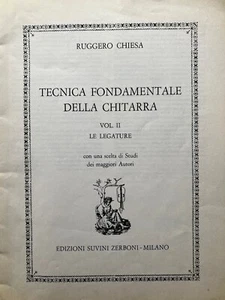 RUGGERO CHIESA
TECNICA FONDAMENTALE
DELLA CHITARRA
VOL. II
LE LEGATURE
con una scelta di Studi
dei maggiori Autori
EDIZIONI SUVINI ZERBONI - MILANO